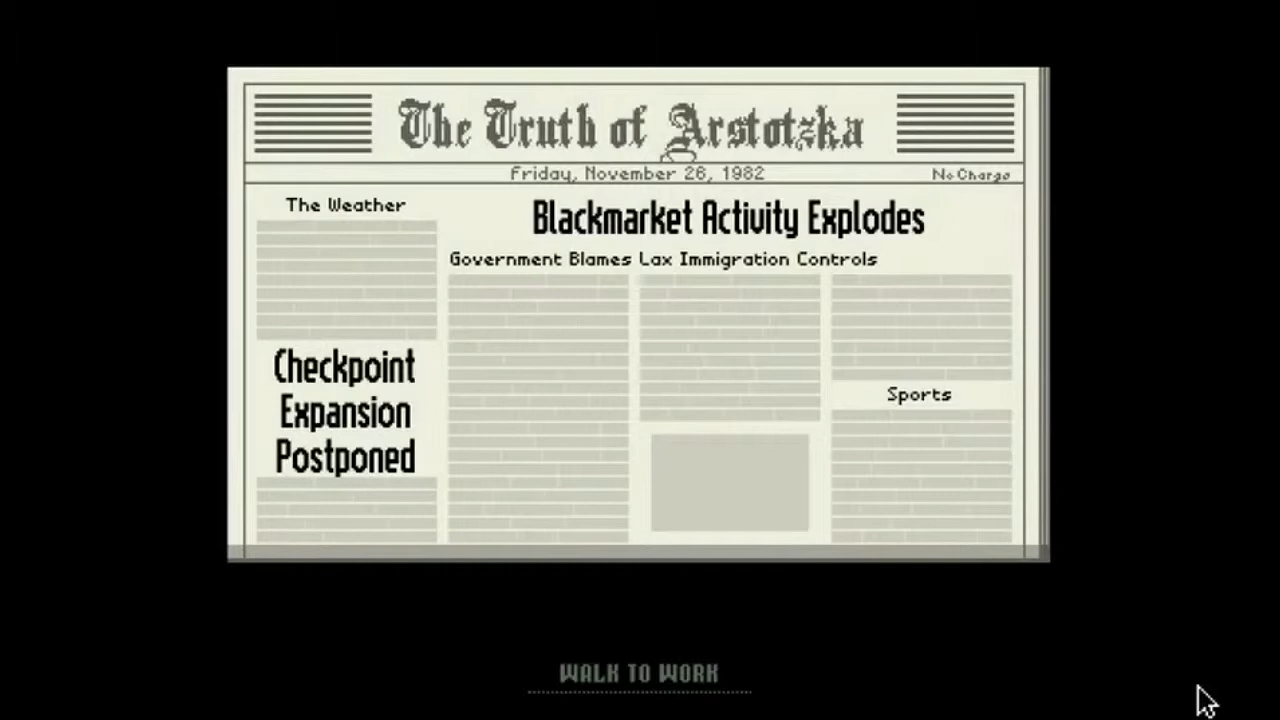 The Truth of Arstotzka
Friday, November 26, 1982
No Charge
The Weather
Blackmarket Activity Explodes
Government Blames Lax Immigration Controls
Checkpoint
Expansion
Postponed
Sports
WALK TO WORK